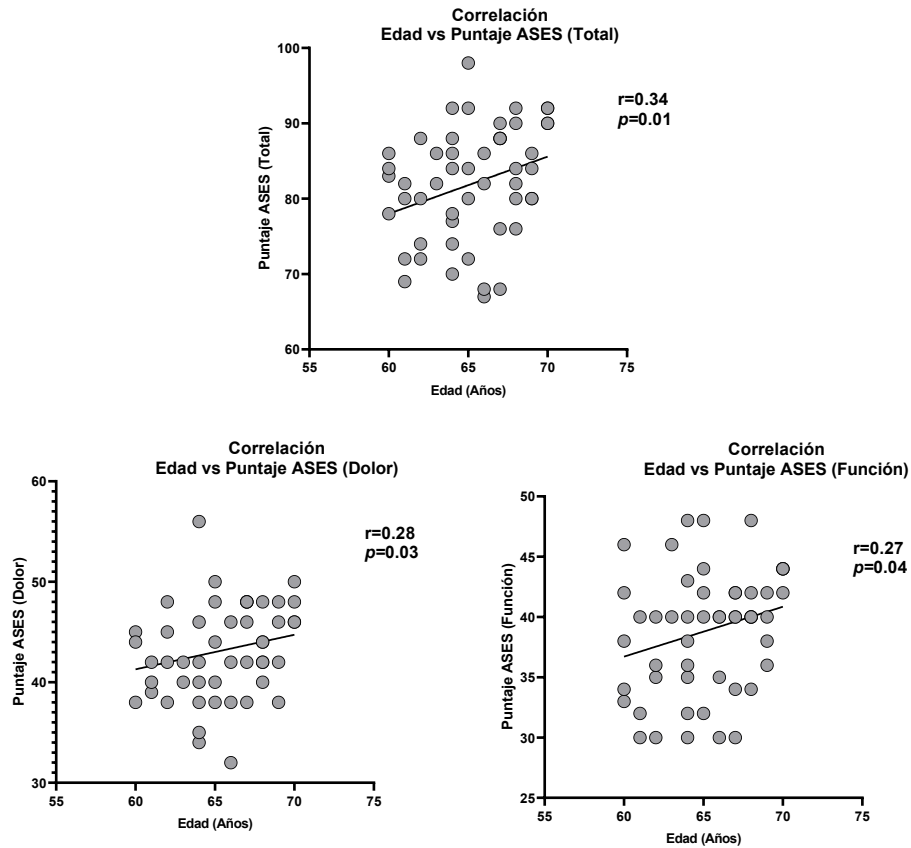 Correlación
Edad vs Puntaje ASES (Total)
r=0.34
p=0.01
Puntaje ASES (Total)
100
90
80
70
60
55
60
65
70
75
Edad (Años)
Correlación
Edad vs Puntaje ASES (Dolor)
r=0.28
p=0.03
Puntaje ASES (Dolor)
60
50
40
30
55
60
65
70
75
Edad (Años)
Correlación
Edad vs Puntaje ASES (Función)
r=0.27
p=0.04
Puntaje ASES (Función)
50
45
40
35
30
25
55
60
65
70
75
Edad (Años)